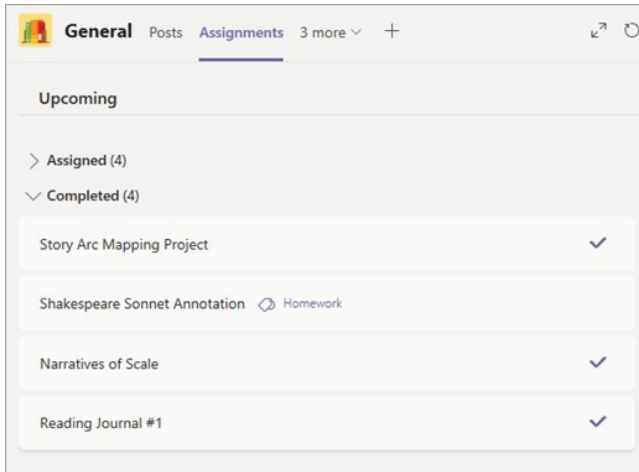 General Posts Assignments 3 more
Upcoming
Assigned (4)
Completed (4)
Story Arc Mapping Project
Shakespeare Sonnet Annotation Homework
Narratives of Scale
Reading Journal #1